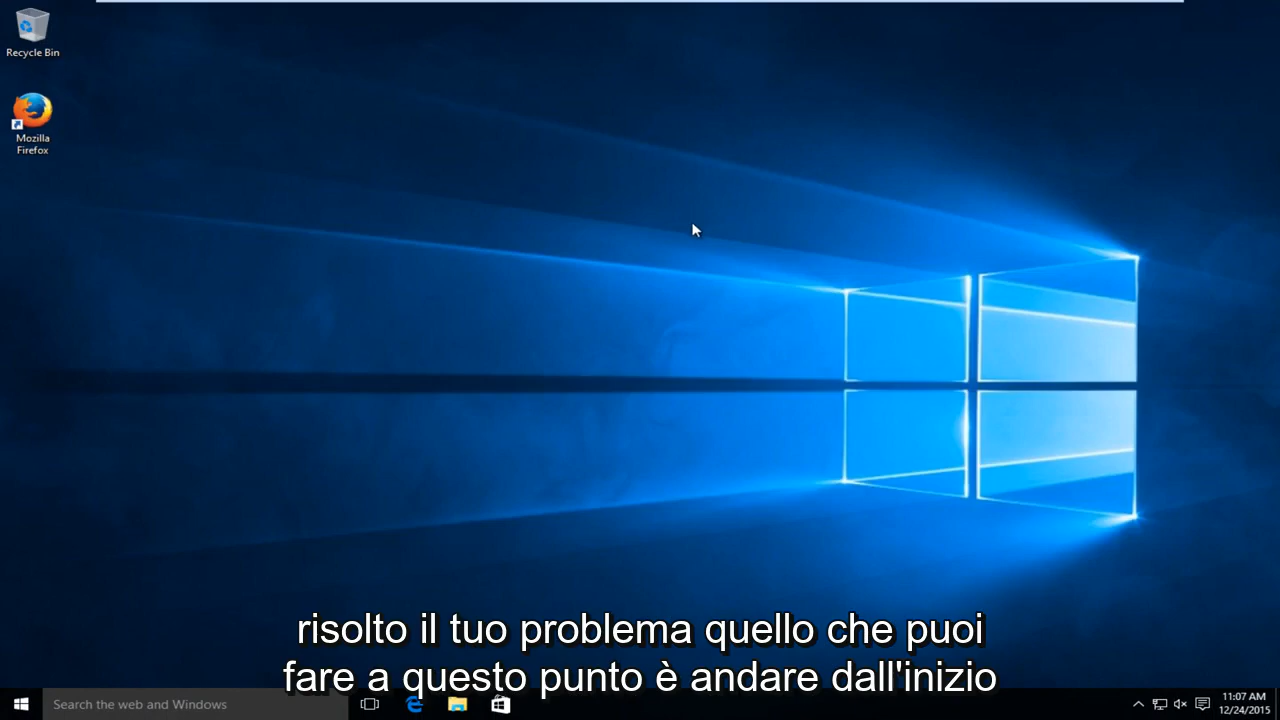 Recycle Bin
Mozilla
Firefox
risolto il tuo problema quello che puoi
fare a questo punto è andare dall'inizio
Search the web and Windows
11:07 AM
12/24/2015